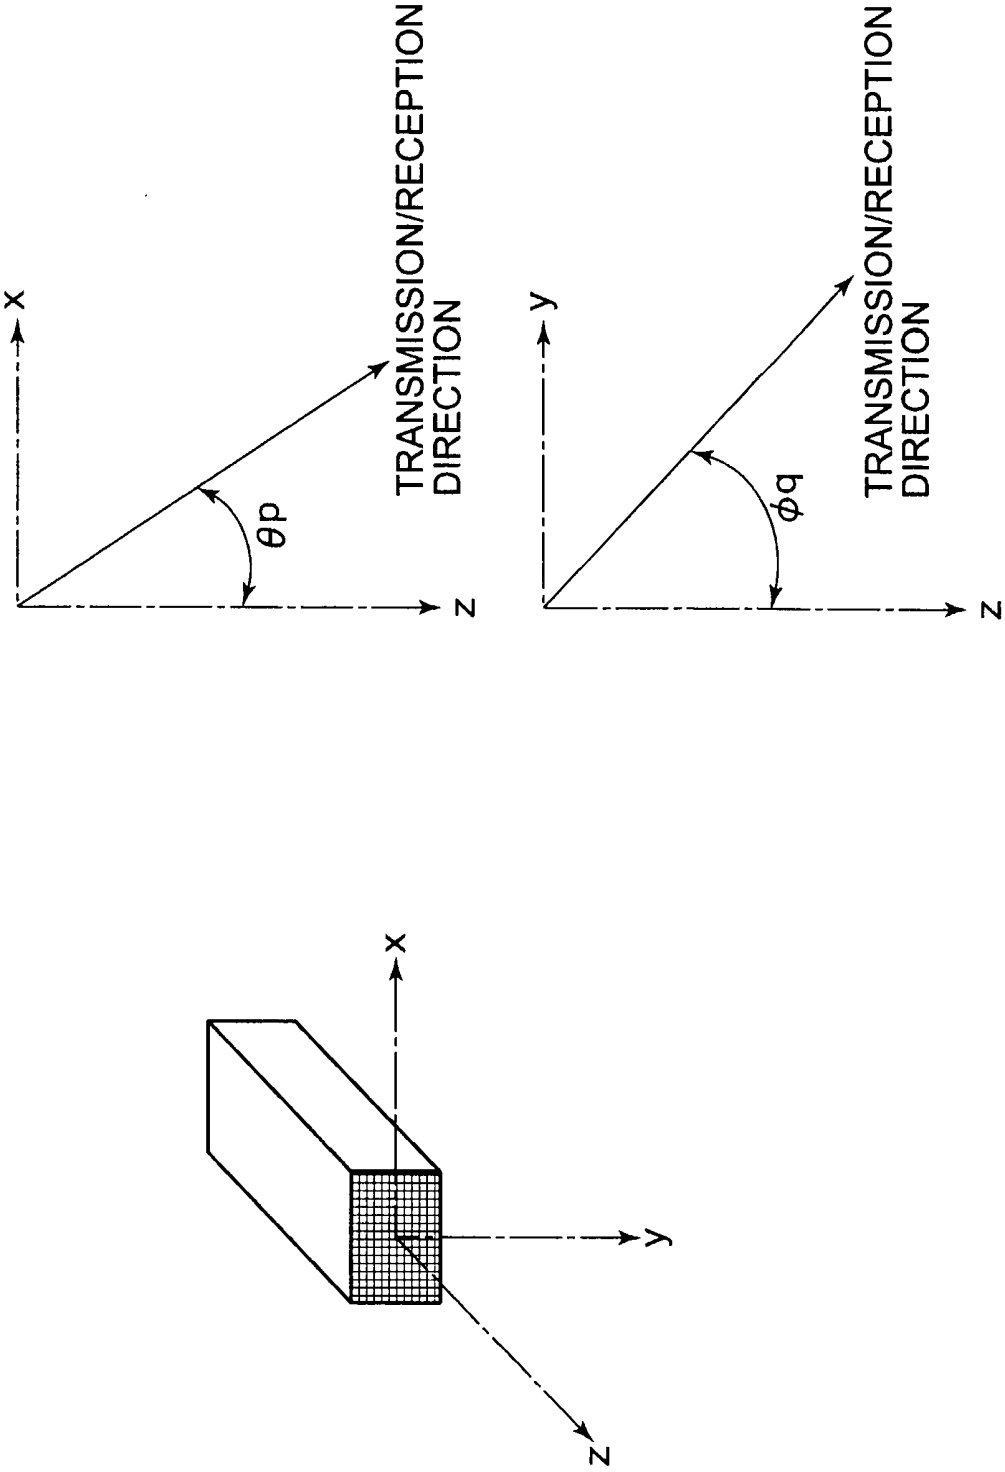 x
y
z
x
θp
z
TRANSMISSION/RECEPTION
DIRECTION
y
φq
z
TRANSMISSION/RECEPTION
DIRECTION